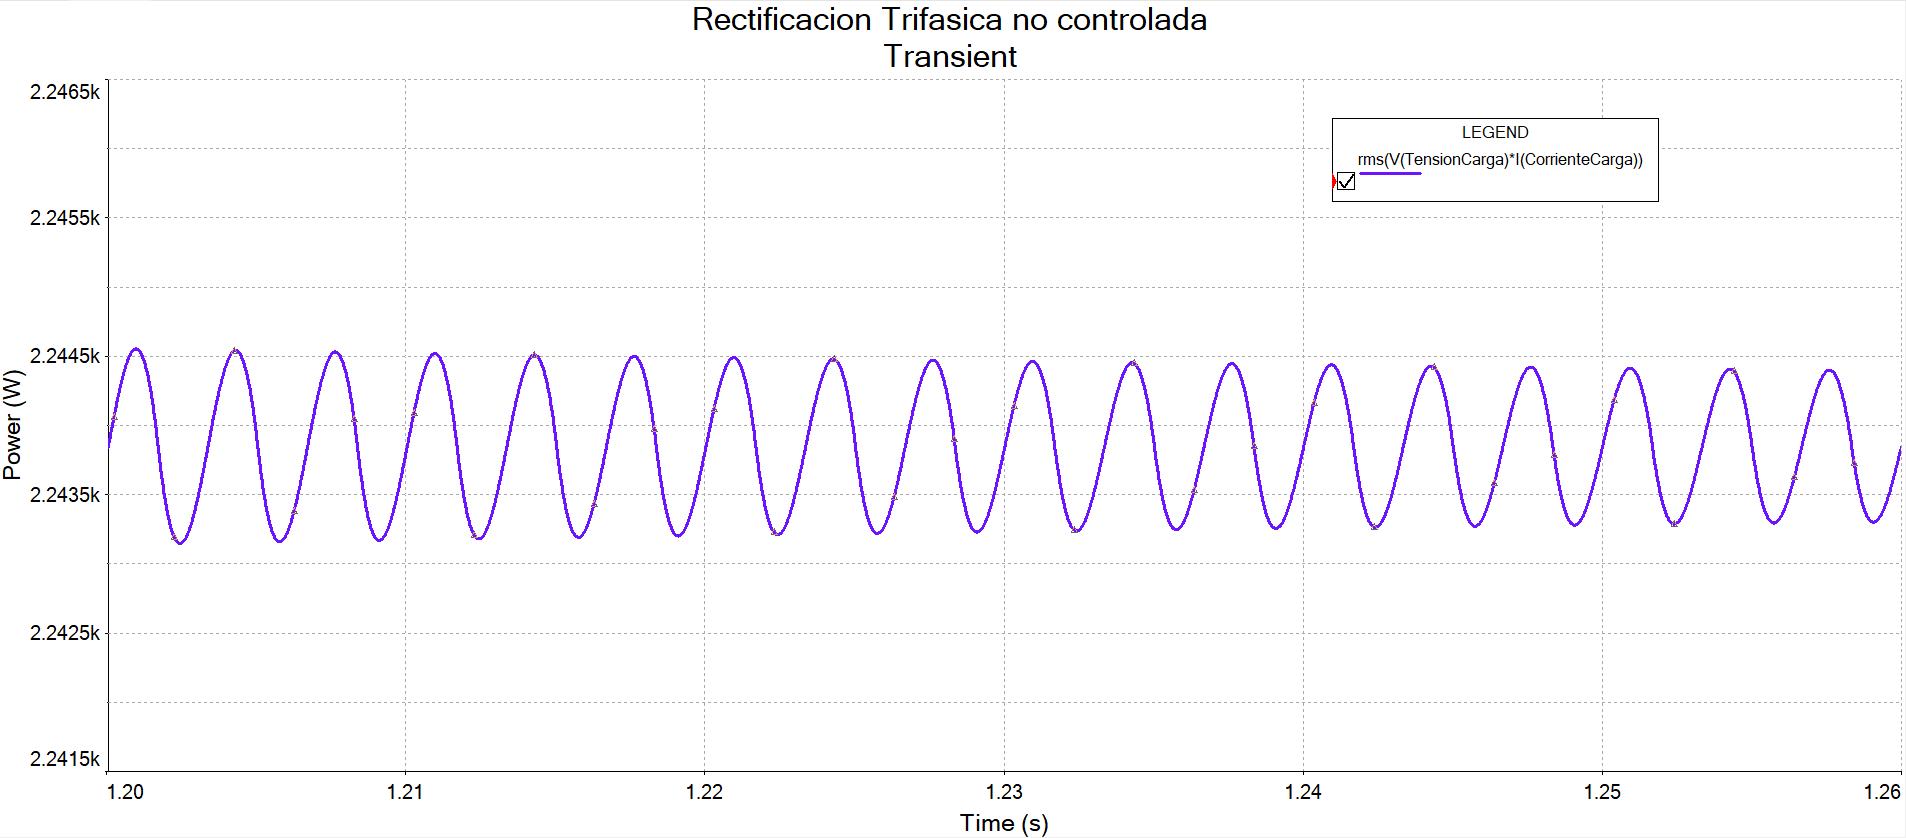 Rectificacion Trifasica no controlada
Transient
2.2465k
2.2455k
2.2445k
2.2435k
2.2425k
2.2415k
Power (W)
LEGEND
rms(V(TensionCarga)*I(CorrienteCarga))
1.20 1.21 1.22 1.23 1.24 1.25 1.26
Time (s)